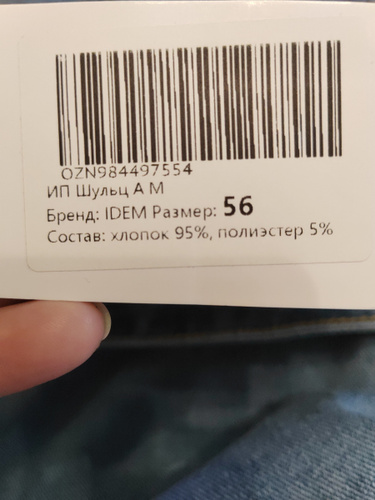 OZN984497554
ИП Шульц А М
Бренд: IDEM Размер: 56
Состав: хлопок 95%, полиэстер 5%